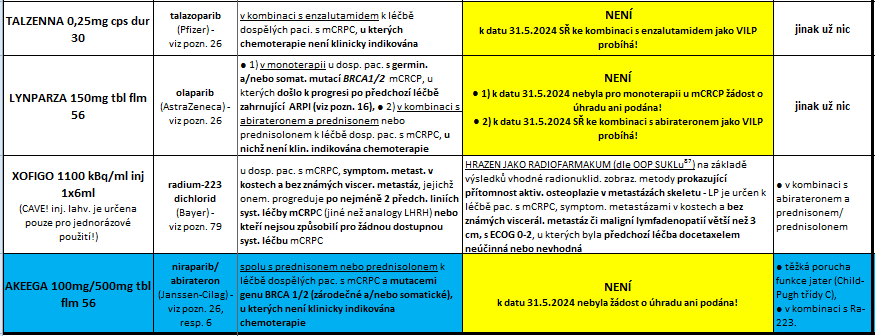 TALZENNA 0,25mg cps dur
30
talazoparib
(Pfizer) -
viz pozn. 26
v kombinaci s enzalutamidem k léčbě
dospělých pac. s mCRPC, u kterých
chemoterapie není klinicky indikována
NENÍ
k datu 31.5.2024 SŘ ke kombinaci s enzalutamidem jako VILP
probíhá!
jinak už nic
LYNPARZA 150mg tbl flm
56
olaparib
(AstraZeneca) -
viz pozn. 26
● 1) v monoterapii u dosp. pac. s germin.
a/nebo somat. mutací BRCA1/2 mCRCP, u
kterých došlo k progresi po předchozí léčbě
zahrnující ARPI (viz pozn. 16), ● 2) v kombinaci s
abirateronem a prednisonem nebo
prednisolonem k léčbě dosp. pac. s mCRPC, u
nichž není klin. indikována chemoterapie
NENÍ
● 1) k datu 31.5.2024 nebyla pro monoterapii u mCRCP žádost o
úhradu ani podána!
● 2) k datu 31.5.2024 SŘ ke kombinaci s abirateronem jako VILP
probíhá!
jinak už nic
XOFIGO 1100 kBq/ml inj
1x6ml
(CAVE! inj. lahv. je určena
pouze pro jednorázové
použití!)
radium-223
dichlorid
(Bayer) -
viz pozn. 79
u dosp. pac. s mCRPC, symptom. metast. v
kostech a bez známých viscer. metastáz, jejichž
onem. progreduje po nejméně 2 předch. liniích
syst. léčby mCRPC (jiné než analogy LHRH) nebo
kteří nejsou způsobilí pro žádnou dostupnou
syst. léčbu mCRPC
HRAZEN JAKO RADIOFARMAKUM (dle OOP SUKLu87) na základě
výsledků vhodné radionuklid. zobraz. metody prokazující
přítomnost aktiv. osteoplazie v metastázách skeletu - LP je určen k
léčbě pac. s mCRPC, symptom. metastázami v kostech a bez
známých viscerál. metastáz či maligní lymfadenopatií větší než 3
cm, s ECOG 0-2, u kterých byla předchozí léčba docetaxelem
neúčinná nebo nevhodná
● v kombinaci s
abirateronem a
prednisonem/
prednisolonem
AKEEGA 100mg/500mg tbl
flm 56
niraparib/
abirateron
(Janssen-Cilag) -
viz pozn. 26,
resp. 6
spolu s prednisonem nebo prednisolonem k
léčbě dospělých pac. s mCRPC a mutacemi
genu BRCA 1/2 (zárodečné a/nebo somatické),
u kterých není klinicky indikována
chemoterapie
NENÍ
k datu 31.5.2024 nebyla žádost o úhradu ani podána!
● těžká porucha
funkce jater (Child-
Pugh třídy C),
● v kombinaci s Ra-
223.